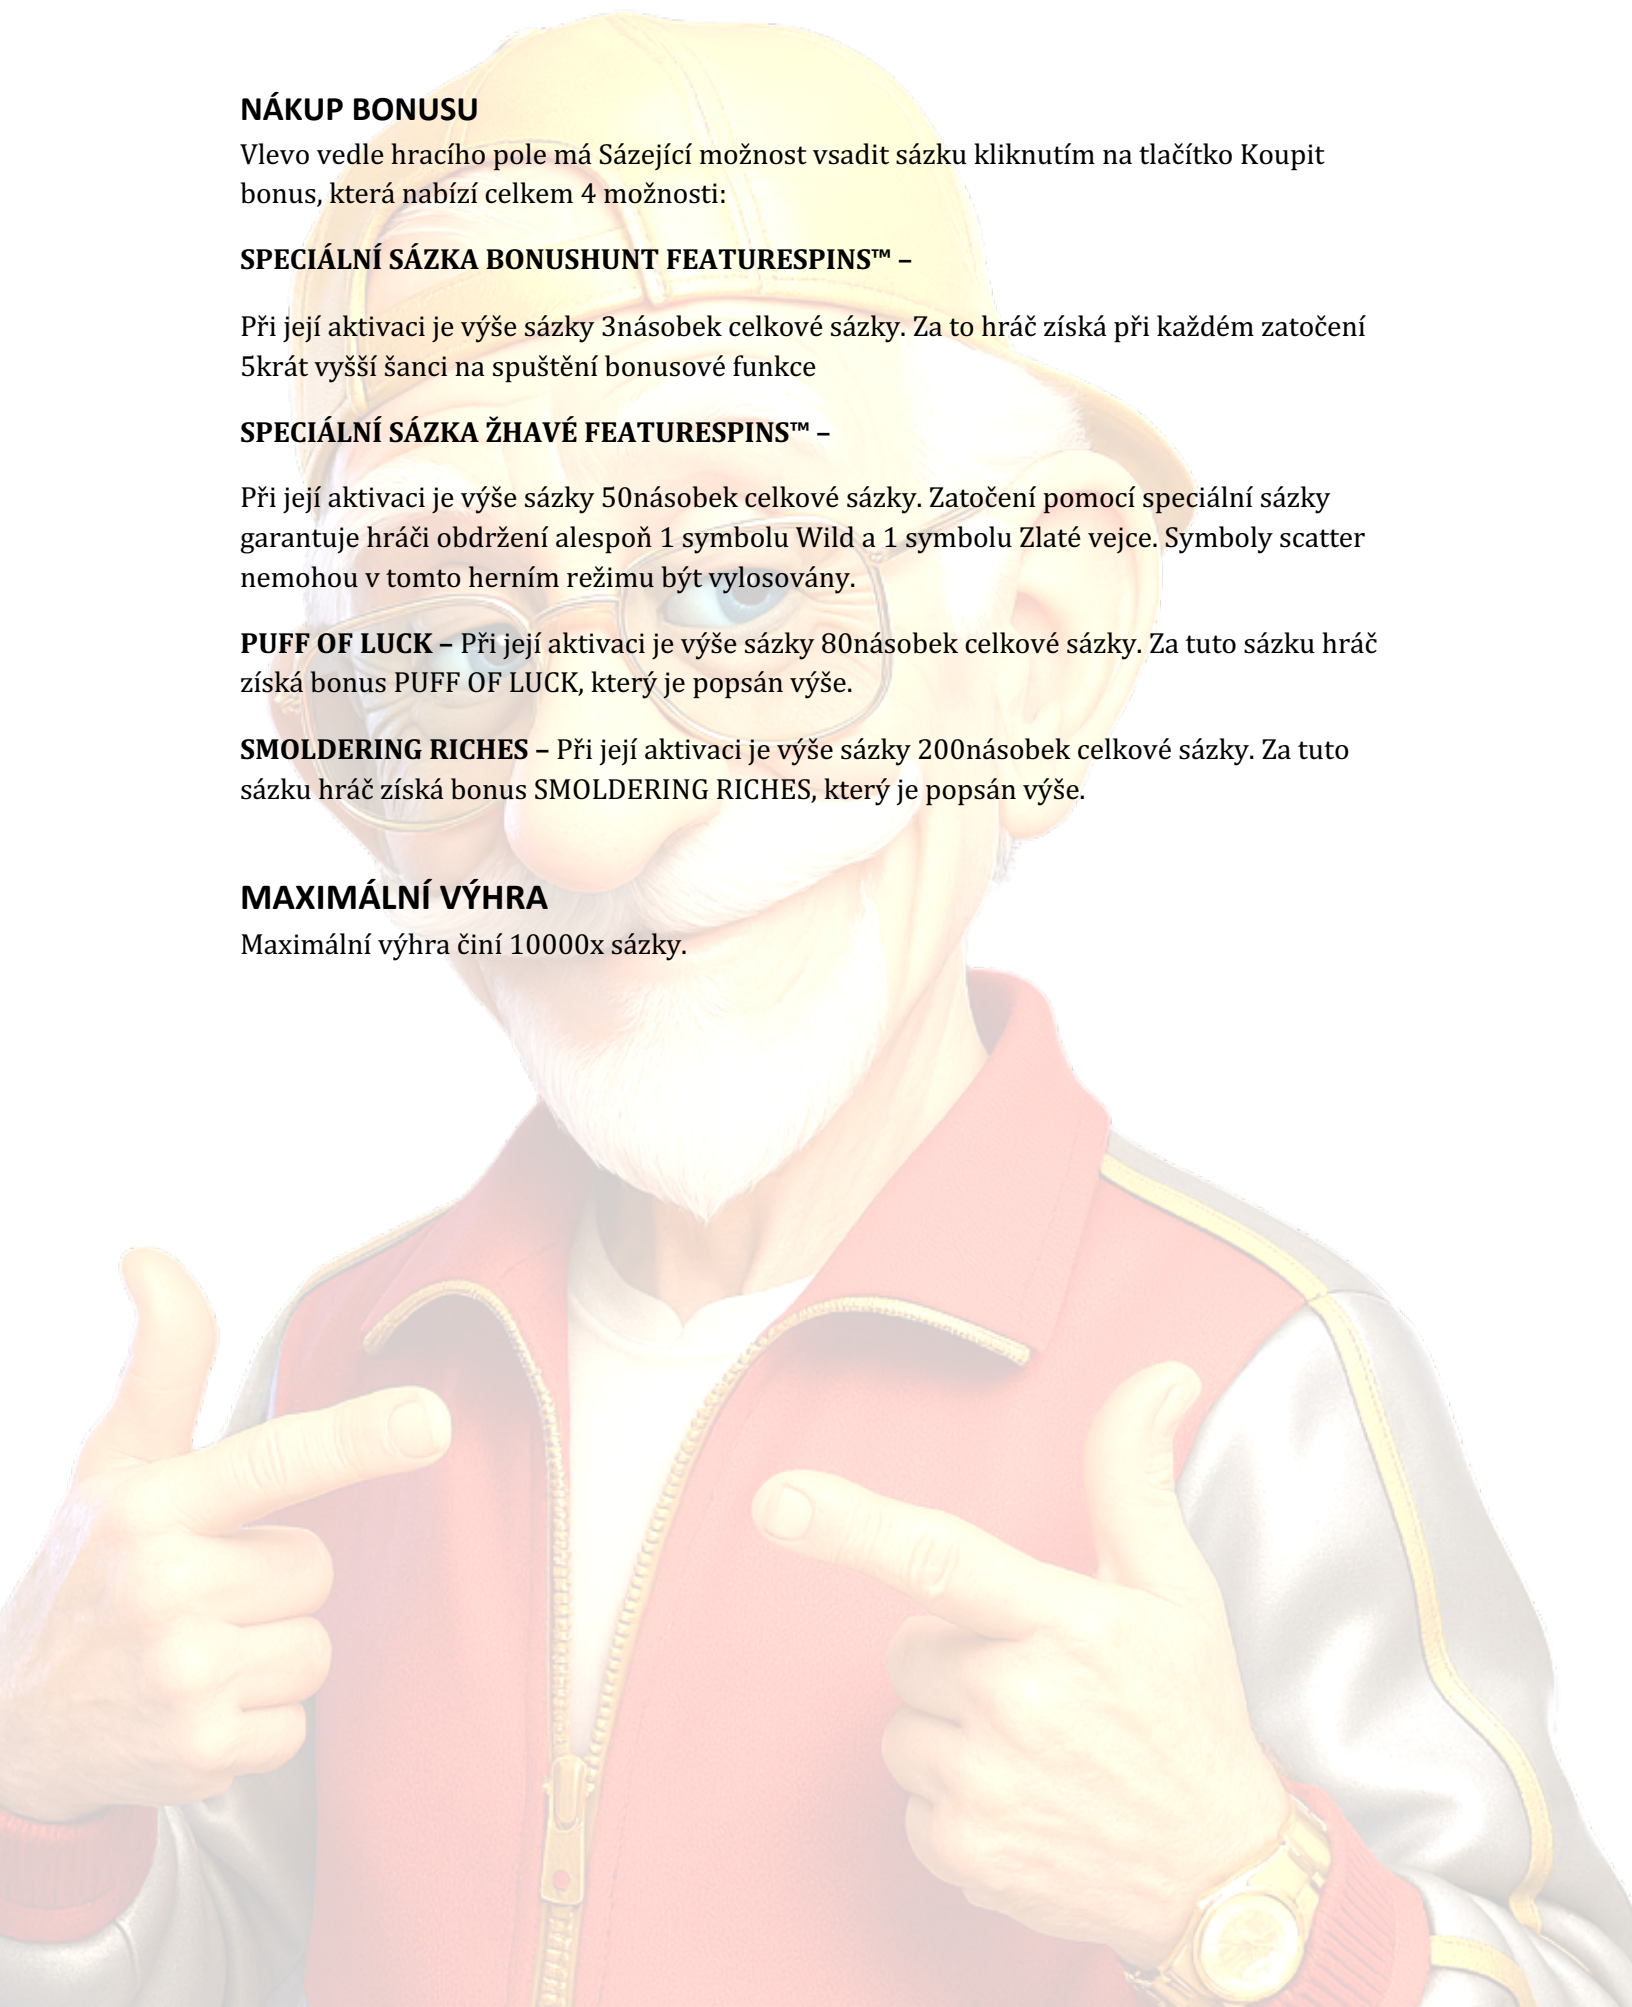 NÁKUP BONUSU
Vlevo vedle hracího pole má Sázející možnost vsadit sázku kliknutím na tlačítko Koupit
bonus, která nabízí celkem 4 možnosti:
SPECIÁLNÍ SÁZKA BONUSHUNT FEATURESPINS™ –
Při její aktivaci je výše sázky 3násobek celkové sázky. Za to hráč získá při každém zatočení
5krát vyšší šanci na spuštění bonusové funkce
SPECIÁLNÍ SÁZKA ŽHAVÉ FEATURESPINS™ –
Při její aktivaci je výše sázky 50násobek celkové sázky. Zatočení pomocí speciální sázky
garantuje hráči obdržení alespoň 1 symbolu Wild a 1 symbolu Zlaté vejce. Symboly scatter
nemohou v tomto herním režimu být vylosovány.
PUFF OF LUCK – Při její aktivaci je výše sázky 80násobek celkové sázky. Za tuto sázku hráč
získá bonus PUFF OF LUCK, který je popsán výše.
SMOLDERING RICHES – Při její aktivaci je výše sázky 200násobek celkové sázky. Za tuto
sázku hráč získá bonus SMOLDERING RICHES, který je popsán výše.
MAXIMÁLNÍ VÝHRA
Maximální výhra činí 10000x sázky.